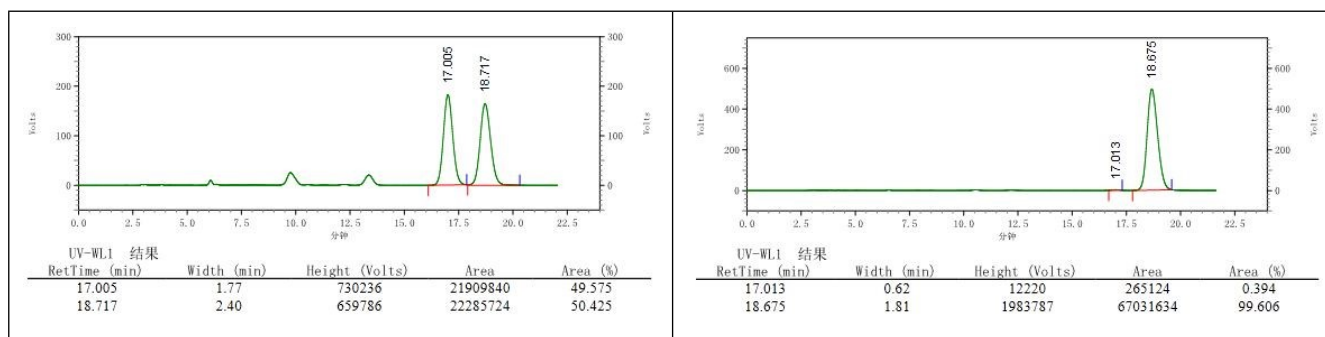 300
300
200
200
100
100
0
0
Volts
Volts
17.005
18.717
0.0 2.5 5.0 7.5 10.0 12.5 15.0 17.5 20.0 22.5
分钟
UV-WL1 结果
RetTime (min) Width (min) Height (Volts) Area Area (%)
17.005 1.77 730236 21909840 49.575
18.717 2.40 659786 22285724 50.425
600
600
400
400
200
200
0
0
Volts
Volts
17.013
18.675
0.0 2.5 5.0 7.5 10.0 12.5 15.0 17.5 20.0 22.5
分钟
UV-WL1 结果
RetTime (min) Width (min) Height (Volts) Area Area (%)
17.013 0.62 12220 265124 0.394
18.675 1.81 1983787 67031634 99.606